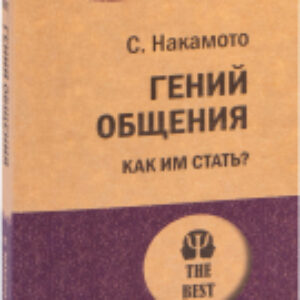 С. Накамото
ГЕНИЙ
ОБЩЕНИЯ
КАК ИМ СТАТЬ?
THE
BEST
ГЕНИЙ ОБЩЕНИЯ